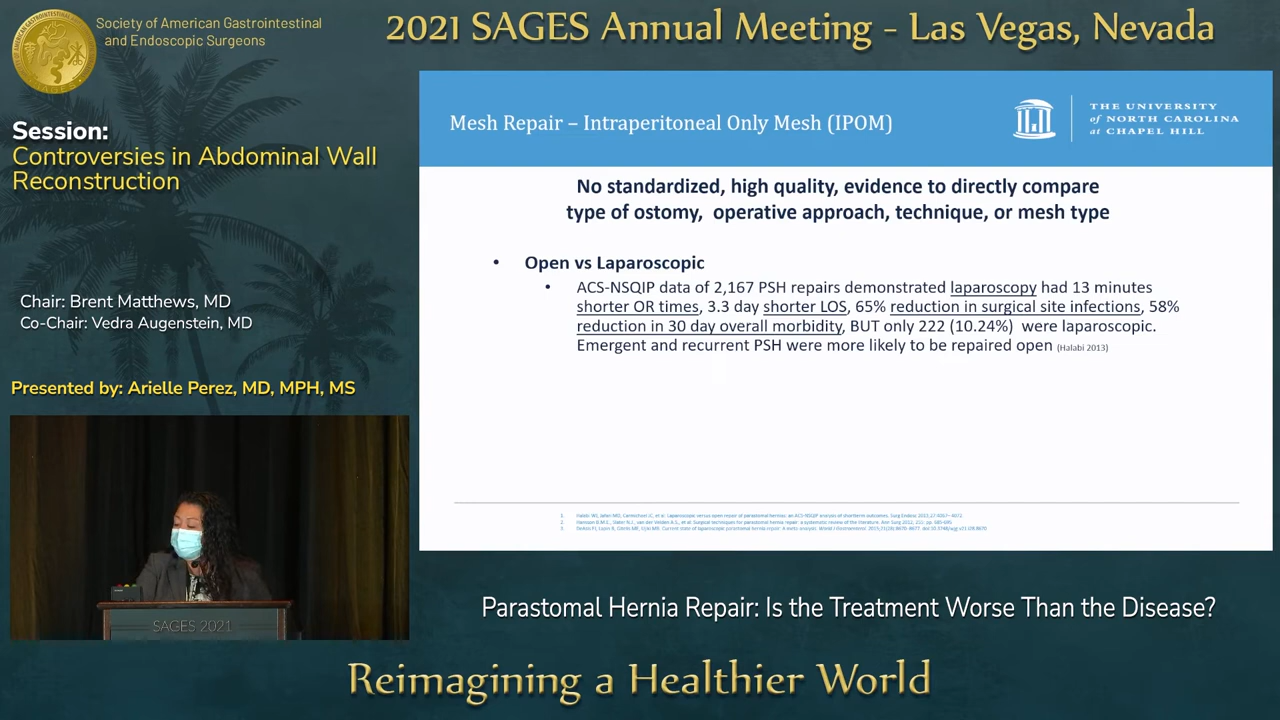 Society of American Gastrointestinal
and Endoscopic Surgeons
2021 SAGES Annual Meeting - Las Vegas, Nevada
Session:
Controversies in Abdominal Wall
Reconstruction
Chair: Brent Matthews, MD
Co-Chair: Vedra Augenstein, MD
Presented by: Arielle Perez, MD, MPH, MS
SAGES 2021
Mesh Repair – Intraperitoneal Only Mesh (IPOM)
THE UNIVERSITY
of NORTH CAROLINA
at CHAPEL HILL
No standardized, high quality, evidence to directly compare
type of ostomy, operative approach, technique, or mesh type
• Open vs Laparoscopic
• ACS-NSQIP data of 2,167 PSH repairs demonstrated laparoscopy had 13 minutes
shorter OR times, 3.3 day shorter LOS, 65% reduction in surgical site infections, 58%
reduction in 30 day overall morbidity, BUT only 222 (10.24%) were laparoscopic.
Emergent and recurrent PSH were more likely to be repaired open (Halabi 2013)
Parastomal Hernia Repair: Is the Treatment Worse Than the Disease?
Reimagining a Healthier World